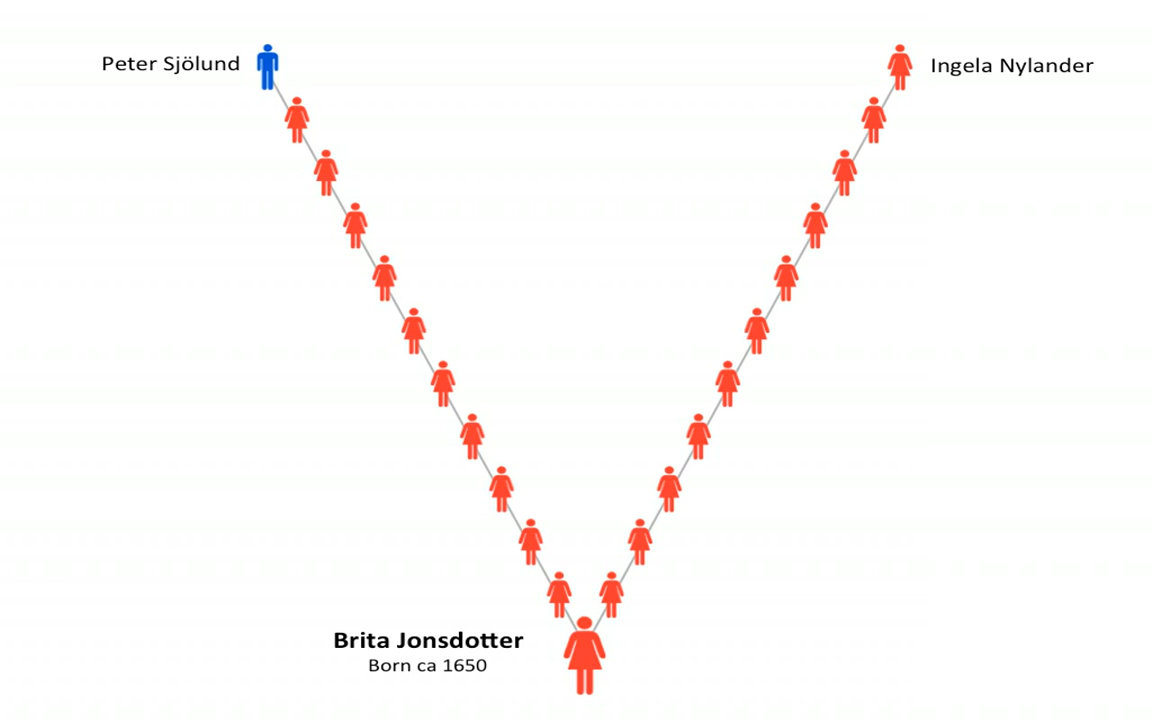 Peter Sjölund
Ingela Nylander
Brita Jonsdotter
Born ca 1650